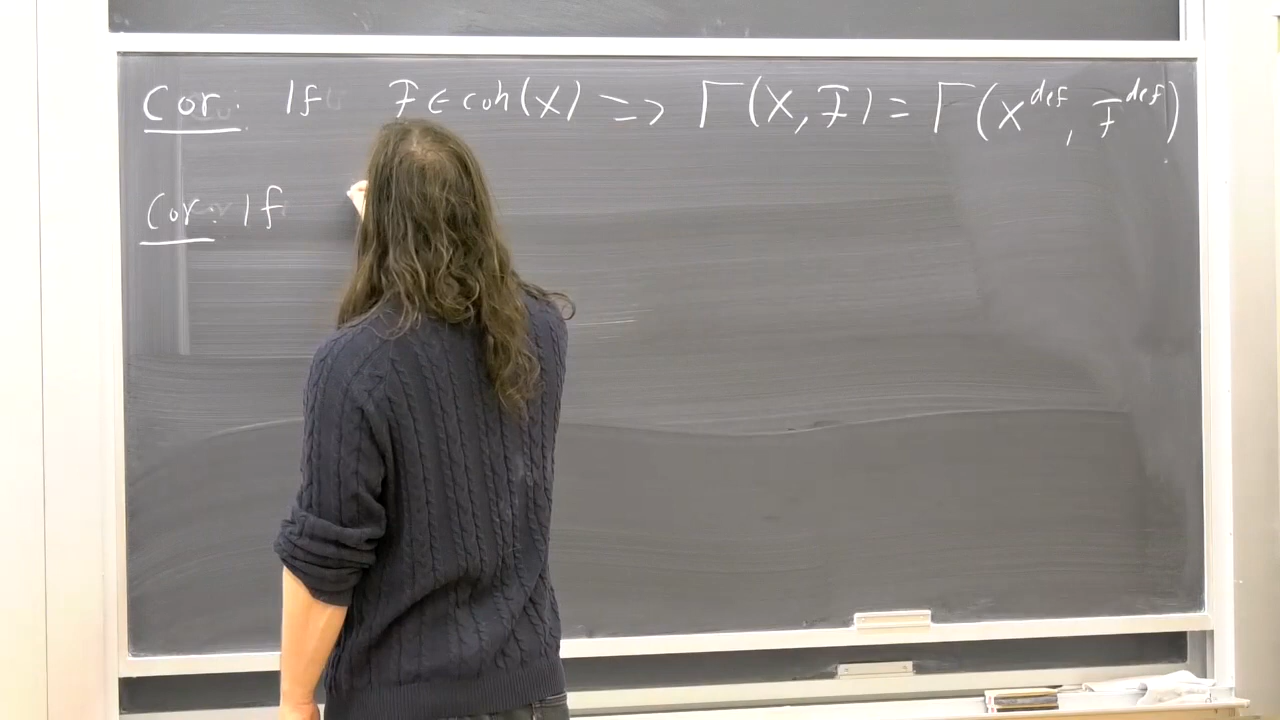 Cor: If F ∈ coh(X) => Γ(X, F) = Γ(X^def, F^def)
Cor: If